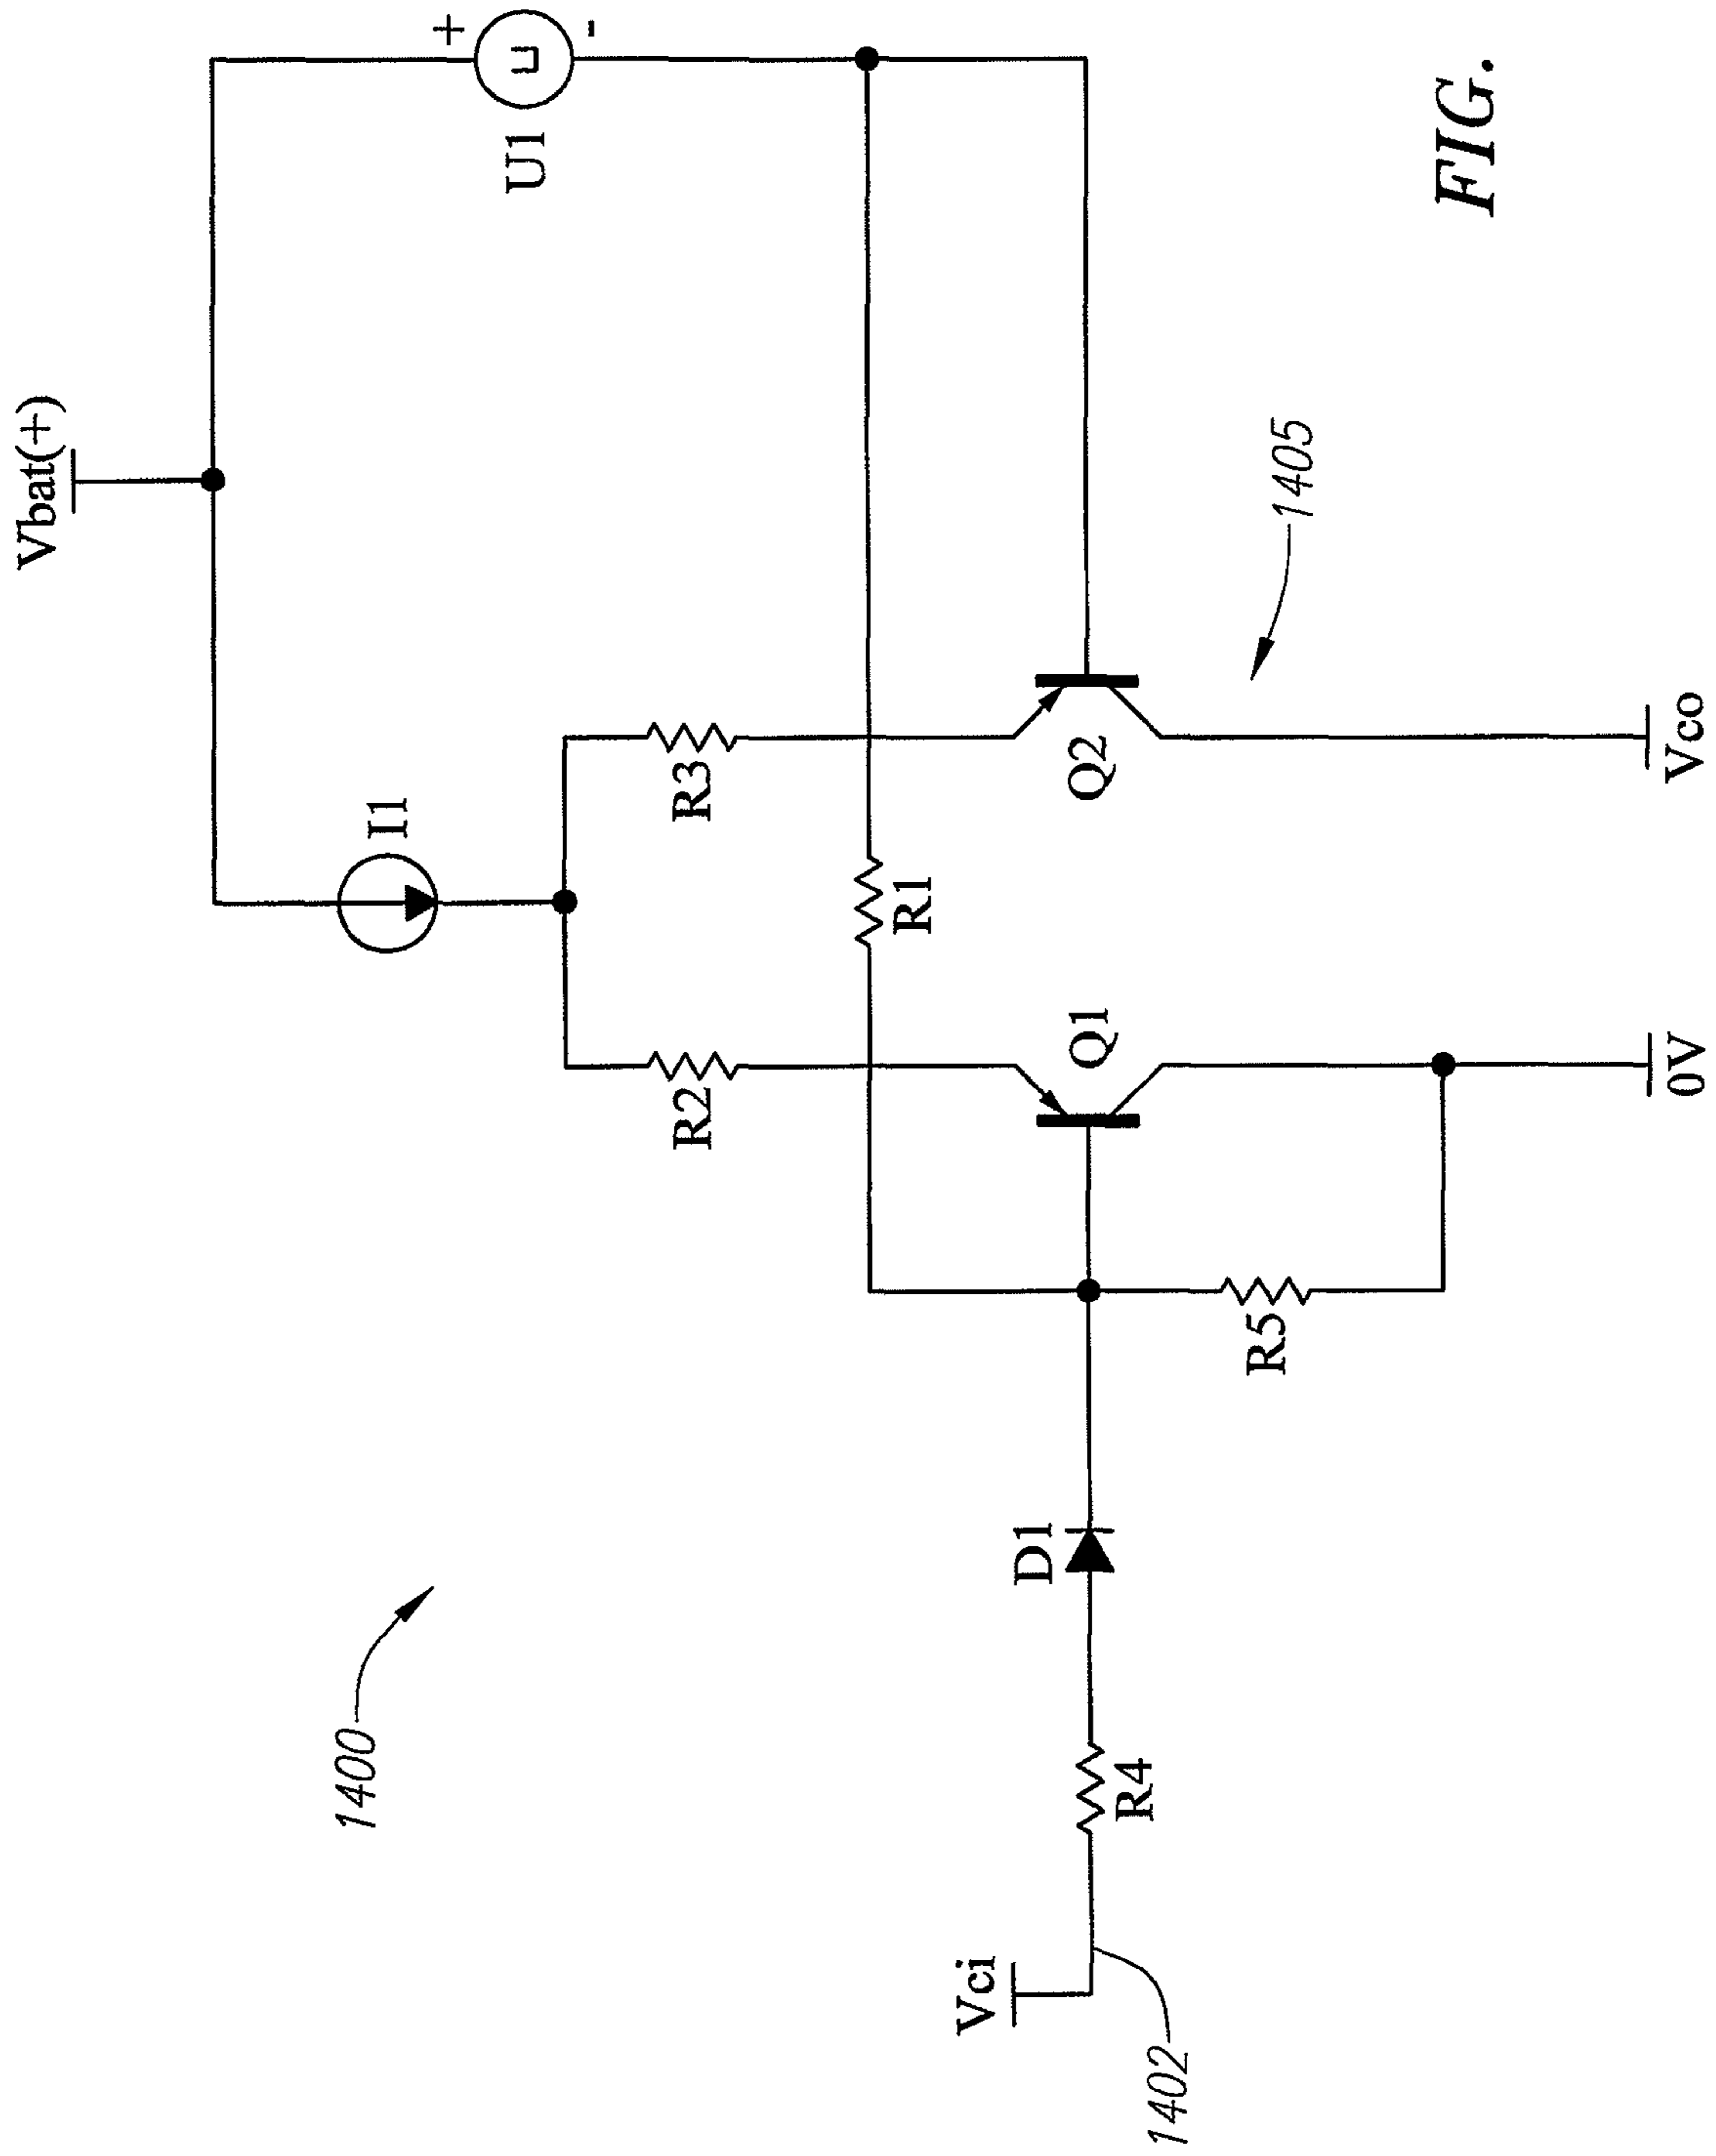 Vbat(+)
+
U
-
U1
I1
R3
R2
R1
Q2
Q1
1405
1400
D1
R5
R4
Vci
1402
0V
Vco
FIG.